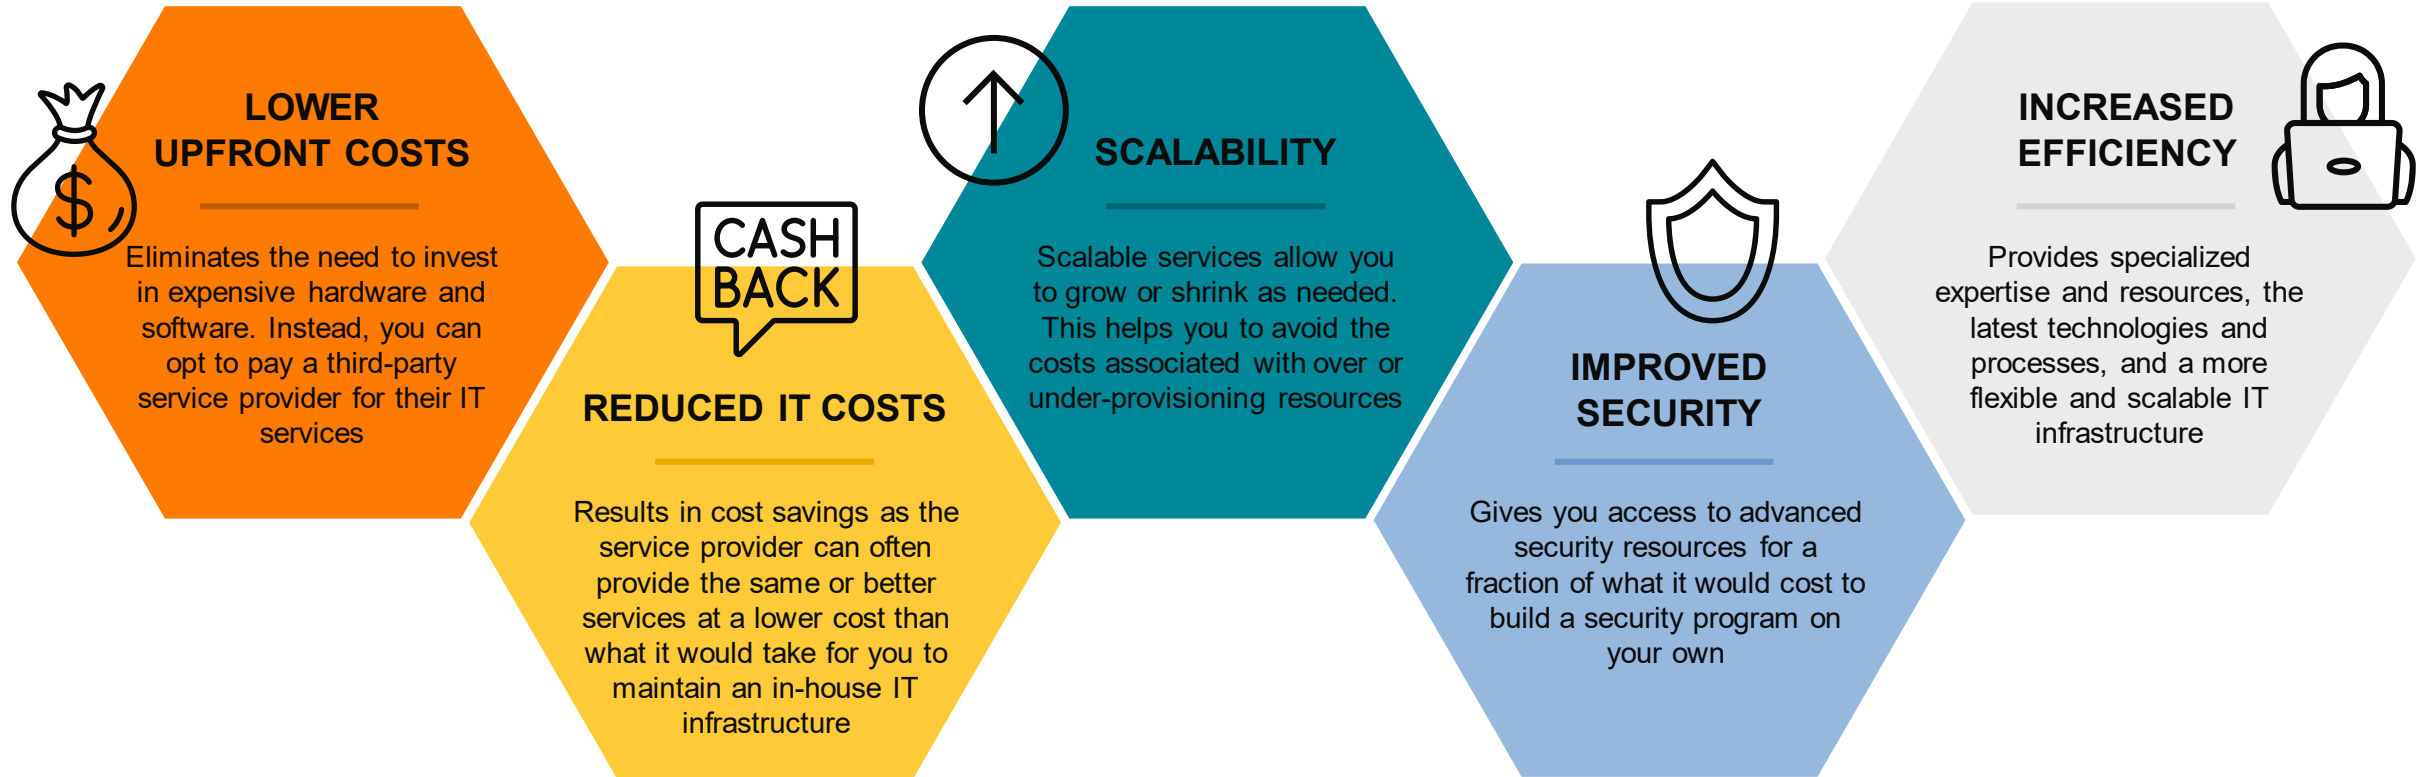 LOWER
UPFRONT COSTS
$
Eliminates the need to invest
in expensive hardware and
software. Instead, you can
opt to pay a third-party
service provider for their IT
services
CASH
BACK
REDUCED IT COSTS
Results in cost savings as the
service provider can often
provide the same or better
services at a lower cost than
what it would take for you to
maintain an in-house IT
infrastructure
SCALABILITY
Scalable services allow you
to grow or shrink as needed.
This helps you to avoid the
costs associated with over or
under-provisioning resources
IMPROVED
SECURITY
Gives you access to advanced
security resources for a
fraction of what it would cost to
build a security program on
your own
INCREASED
EFFICIENCY
Provides specialized
expertise and resources, the
latest technologies and
processes, and a more
flexible and scalable IT
infrastructure